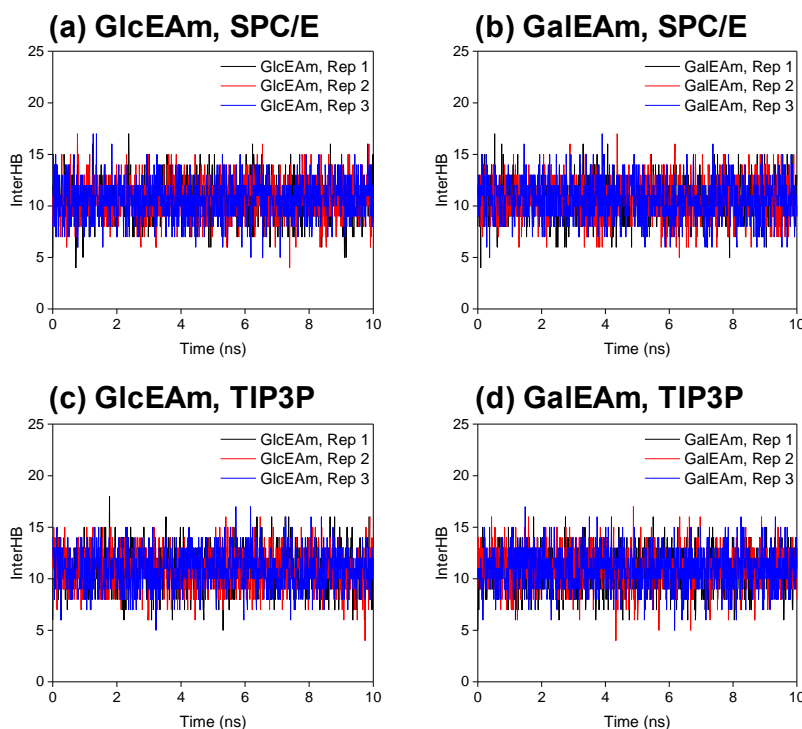 (a) GlcEAm, SPC/E
25
20
15
10
5
0
InterHB
GlcEAm, Rep 1
GlcEAm, Rep 2
GlcEAm, Rep 3
0 2 4 6 8 10
Time (ns)
(b) GalEAm, SPC/E
25
20
15
10
5
0
InterHB
GalEAm, Rep 1
GalEAm, Rep 2
GalEAm, Rep 3
0 2 4 6 8 10
Time (ns)
(c) GlcEAm, TIP3P
25
20
15
10
5
0
InterHB
GlcEAm, Rep 1
GlcEAm, Rep 2
GlcEAm, Rep 3
0 2 4 6 8 10
Time (ns)
(d) GalEAm, TIP3P
25
20
15
10
5
0
InterHB
GalEAm, Rep 1
GalEAm, Rep 2
GalEAm, Rep 3
0 2 4 6 8 10
Time (ns)